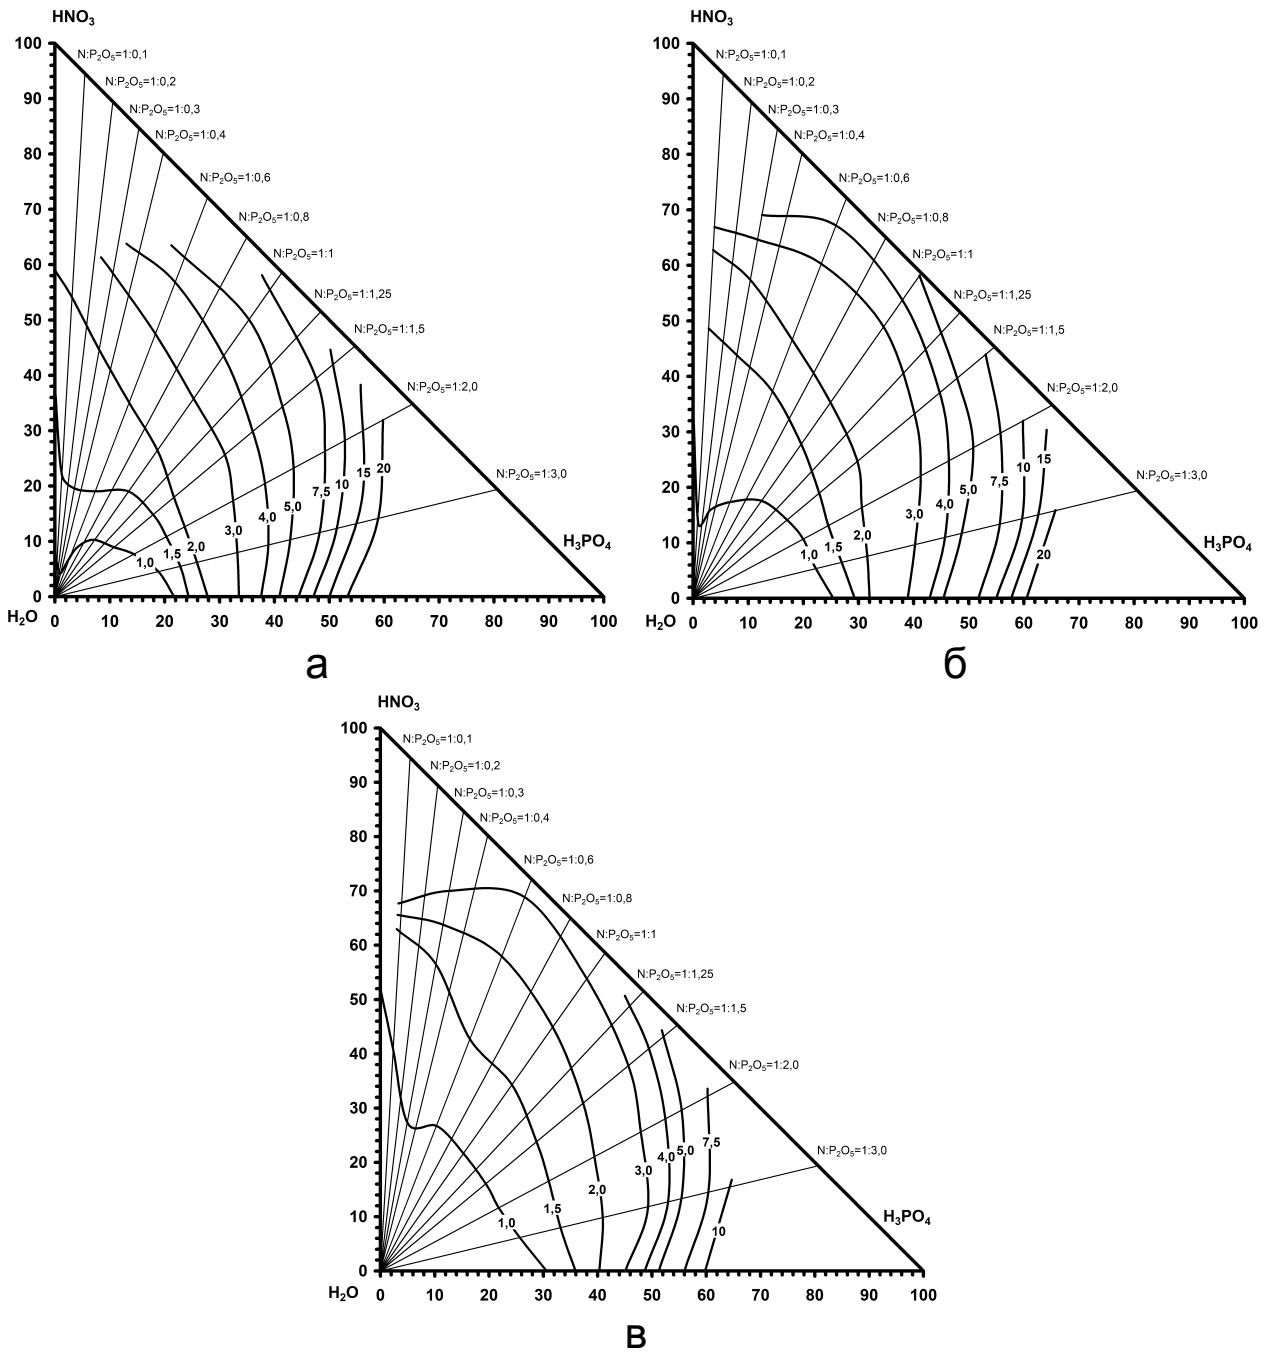 HNO₃
100
90
80
70
60
50
40
30
20
10
0
N:P₂O₅=1:0,1
N:P₂O₅=1:0,2
N:P₂O₅=1:0,3
N:P₂O₅=1:0,4
N:P₂O₅=1:0,6
N:P₂O₅=1:0,8
N:P₂O₅=1:1
N:P₂O₅=1:1,25
N:P₂O₅=1:1,5
N:P₂O₅=1:2,0
N:P₂O₅=1:3,0
1,0
1,5
2,0
3,0
4,0
5,0
7,5
10
15
20
H₃PO₄
H₂O
0 10 20 30 40 50 60 70 80 90 100
а
HNO₃
100
90
80
70
60
50
40
30
20
10
0
N:P₂O₅=1:0,1
N:P₂O₅=1:0,2
N:P₂O₅=1:0,3
N:P₂O₅=1:0,4
N:P₂O₅=1:0,6
N:P₂O₅=1:0,8
N:P₂O₅=1:1
N:P₂O₅=1:1,25
N:P₂O₅=1:1,5
N:P₂O₅=1:2,0
N:P₂O₅=1:3,0
1,0
1,5
2,0
3,0
4,0
5,0
7,5
10
15
20
H₃PO₄
H₂O
0 10 20 30 40 50 60 70 80 90 100
б
HNO₃
100
90
80
70
60
50
40
30
20
10
0
N:P₂O₅=1:0,1
N:P₂O₅=1:0,2
N:P₂O₅=1:0,3
N:P₂O₅=1:0,4
N:P₂O₅=1:0,6
N:P₂O₅=1:0,8
N:P₂O₅=1:1
N:P₂O₅=1:1,25
N:P₂O₅=1:1,5
N:P₂O₅=1:2,0
N:P₂O₅=1:3,0
1,0
1,5
2,0
3,0
4,0
5,0
7,5
10
H₃PO₄
H₂O
0 10 20 30 40 50 60 70 80 90 100
в